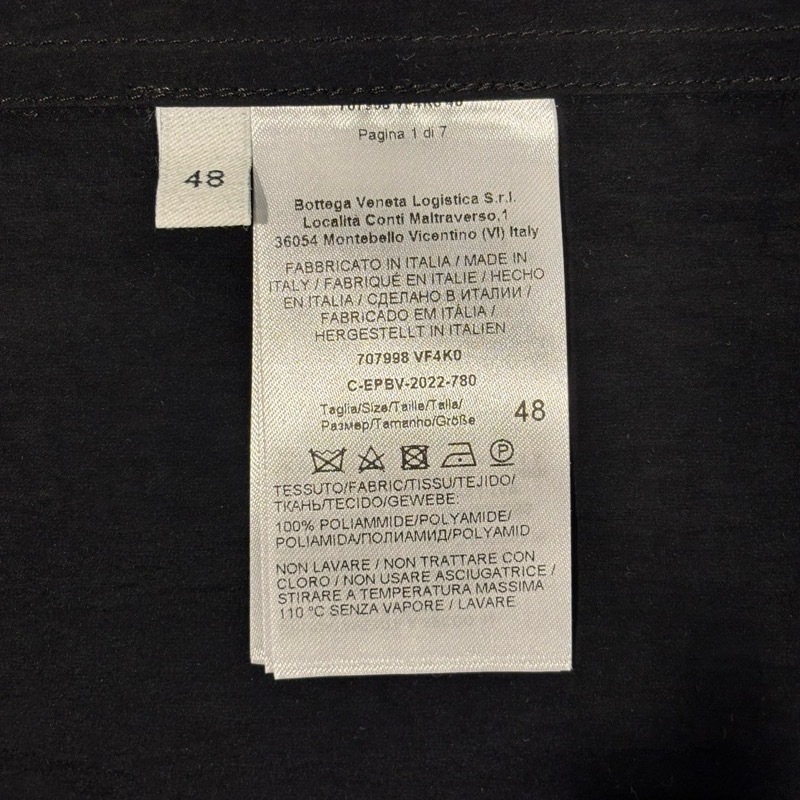 707998 VF4K0 48
Pagina 1 di 7
48
Bottega Veneta Logistica S.r.l.
Località Conti Maltraverso,1
36054 Montebello Vicentino (VI) Italy
FABBRICATO IN ITALIA / MADE IN
ITALY / FABRIQUÉ EN ITALIE / HECHO
EN ITALIA / СДЕЛАНО В ИТАЛИИ /
FABRICADO EM ITÁLIA /
HERGESTELLT IN ITALIEN
707998 VF4K0
C-EPBV-2022-780
Taglia/Size/Taille/Talla/
Размер/Tamanho/Größe
48
P
TESSUTO/FABRIC/TISSU/TEJIDO/
ТКАНЬ/TECIDO/GEWEBE:
100% POLIAMMIDE/POLYAMIDE/
POLIAMIDA/ПОЛИАМИД/POLYAMID
NON LAVARE / NON TRATTARE CON
CLORO / NON USARE ASCIUGATRICE /
STIRARE A TEMPERATURA MASSIMA
110 °C SENZA VAPORE / LAVARE